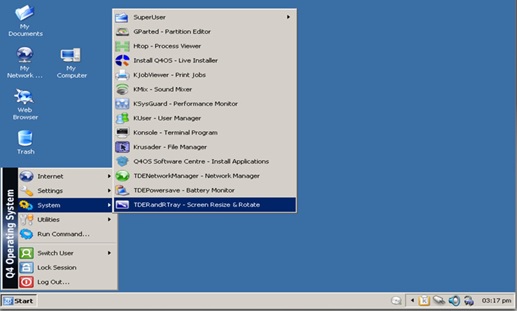 My
Documents
My
Network ...
My
Computer
Web
Browser
Trash
SuperUser
GParted - Partition Editor
Htop - Process Viewer
Install Q4OS - Live Installer
KJobViewer - Print Jobs
KMix - Sound Mixer
KSysGuard - Performance Monitor
KUser - User Manager
Konsole - Terminal Program
Krusader - File Manager
Q4OS Software Centre - Install Applications
TDENetworkManager - Network Manager
TDEPowersave - Battery Monitor
TDERandRTray - Screen Resize & Rotate
Q4 Operating System
Internet
Settings
System
Utilities
Run Command...
Switch User
Lock Session
Log Out...
Start
03:17 pm